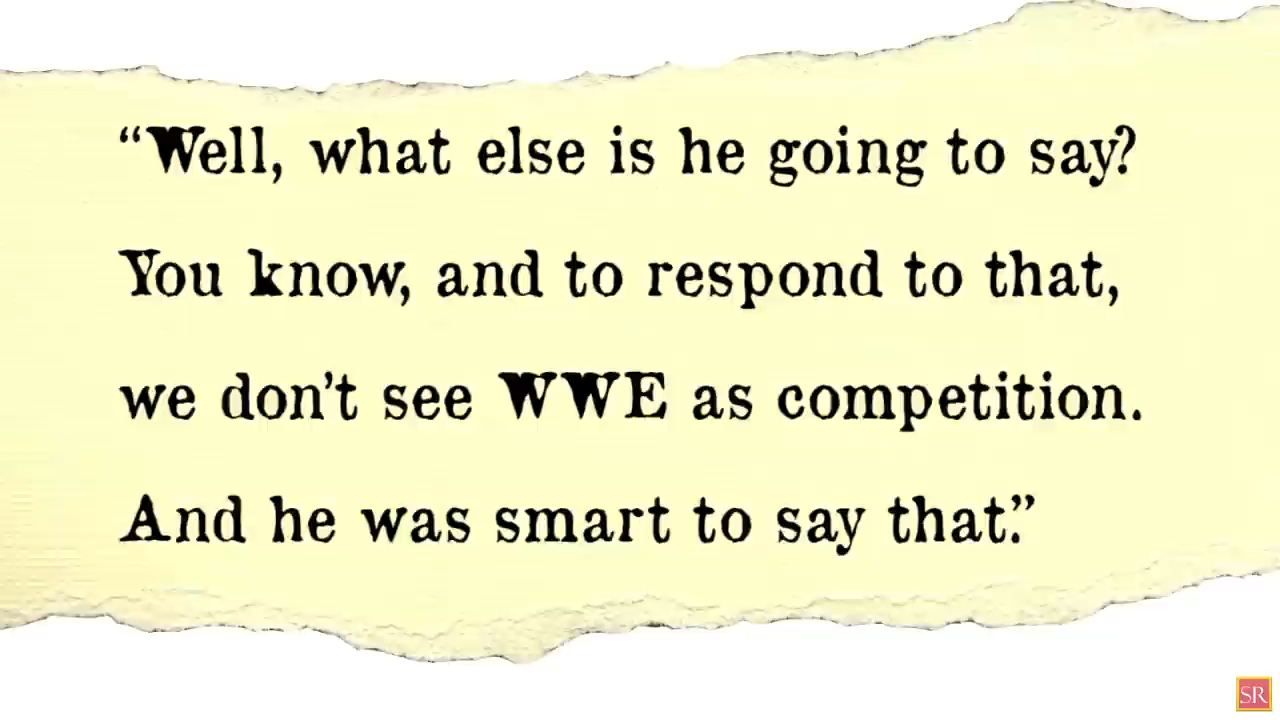 “Well, what else is he going to say?
You know, and to respond to that,
we don’t see WWE as competition.
And he was smart to say that.”
SR